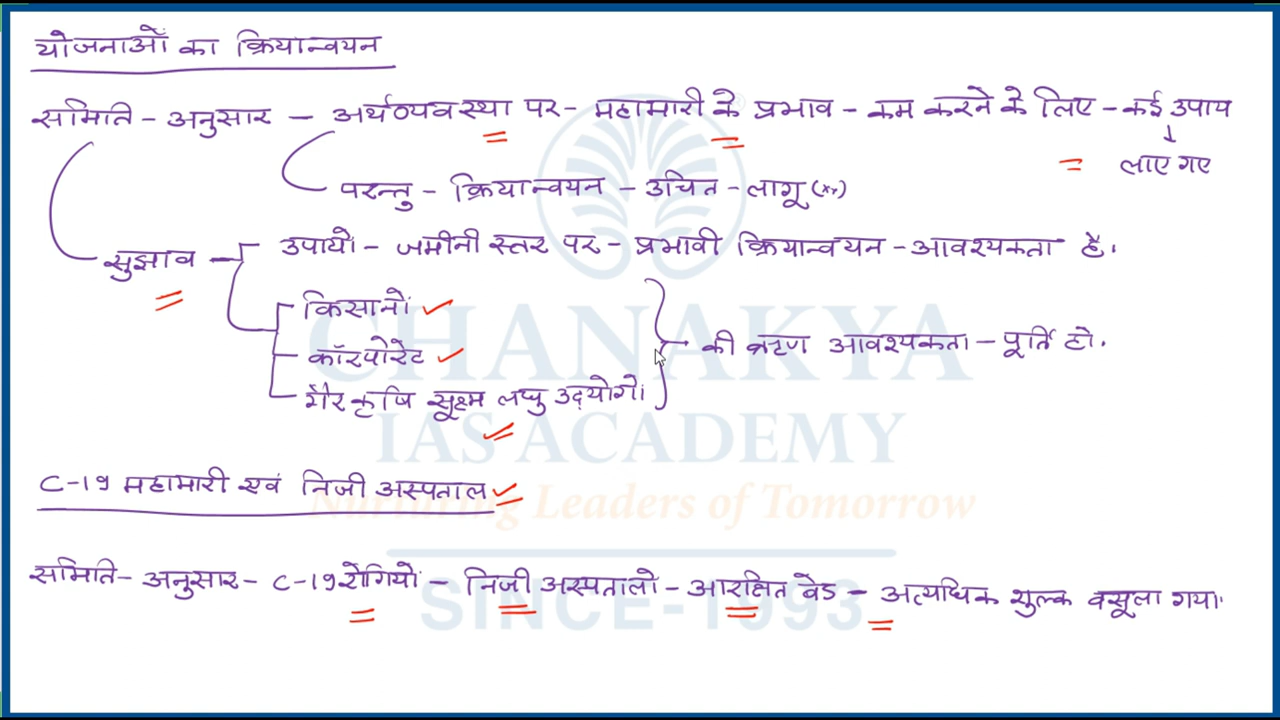 योजनाओं का क्रियान्वयन
समिति - अनुसार - अर्थव्यवस्था पर - महामारी के प्रभाव - कम करने के लिए - कई उपाय
↓
लाए गए
परन्तु - क्रियान्वयन - उचित - लागू (x)
सुझाव - उपायों - जमीनी स्तर पर - प्रभावी क्रियान्वयन - आवश्यकता है.
किसानों
कॉरपोरेट
गैर कृषि सूक्ष्म लघु उद्योगों
की ऋण आवश्यकता - पूर्ति हो.
CHANAKYA
IAS ACADEMY
Nurturing Leaders of Tomorrow
SINCE-1993
C-19 महामारी एवं निजी अस्पताल
समिति - अनुसार - C-19 रोगियों - निजी अस्पतालों - आरक्षित बेड - अत्यधिक शुल्क वसूला गया।